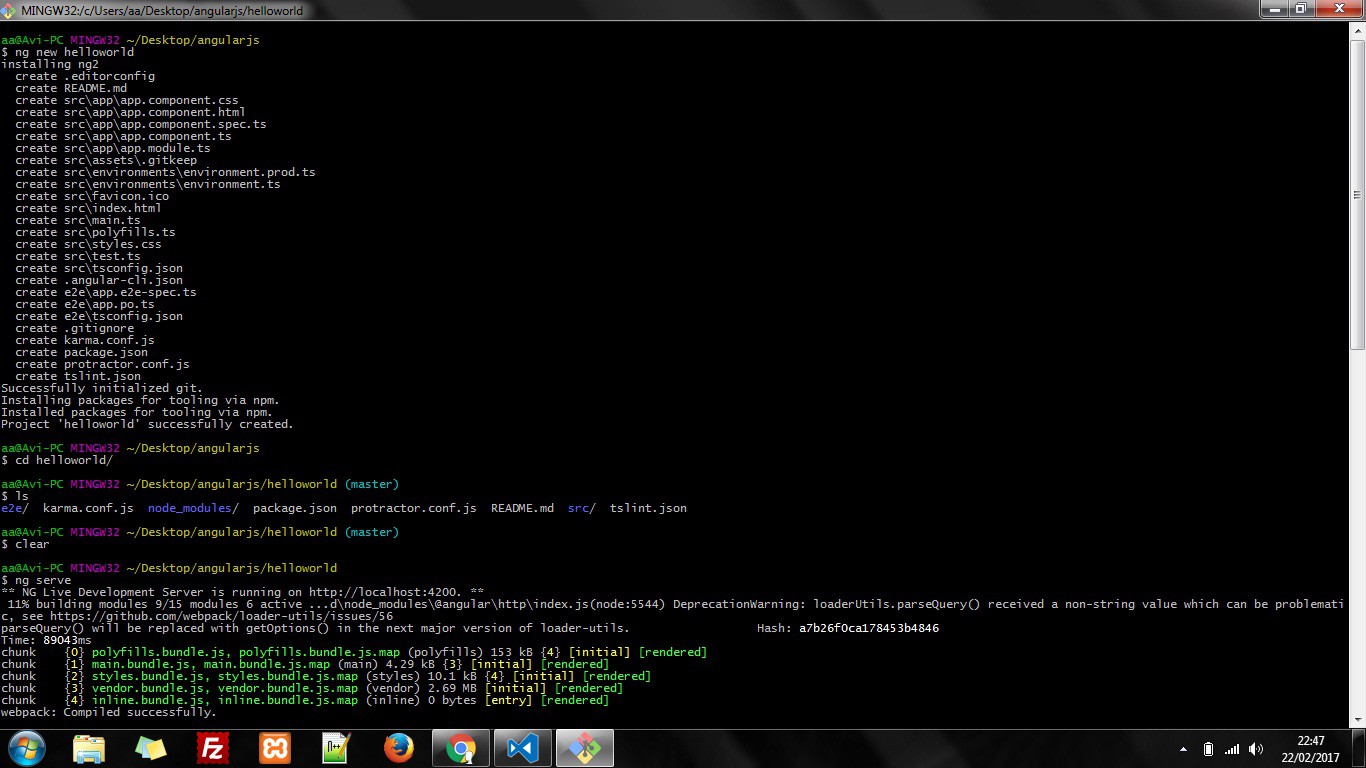 MINGW32:/c/Users/aa/Desktop/angularjs/helloworld
aa@Avi-PC MINGW32 ~/Desktop/angularjs
$ ng new helloworld
installing ng2
  create .editorconfig
  create README.md
  create src\app\app.component.css
  create src\app\app.component.html
  create src\app\app.component.spec.ts
  create src\app\app.component.ts
  create src\app\app.module.ts
  create src\assets\.gitkeep
  create src\environments\environment.prod.ts
  create src\environments\environment.ts
  create src\favicon.ico
  create src\index.html
  create src\main.ts
  create src\polyfills.ts
  create src\styles.css
  create src\test.ts
  create src\tsconfig.json
  create .angular-cli.json
  create e2e\app.e2e-spec.ts
  create e2e\app.po.ts
  create e2e\tsconfig.json
  create .gitignore
  create karma.conf.js
  create package.json
  create protractor.conf.js
  create tslint.json
Successfully initialized git.
Installing packages for tooling via npm.
Installed packages for tooling via npm.
Project 'helloworld' successfully created.
aa@Avi-PC MINGW32 ~/Desktop/angularjs
$ cd helloworld/
aa@Avi-PC MINGW32 ~/Desktop/angularjs/helloworld (master)
$ ls
e2e/  karma.conf.js  node_modules/  package.json  protractor.conf.js  README.md  src/  tslint.json
aa@Avi-PC MINGW32 ~/Desktop/angularjs/helloworld (master)
$ clear
aa@Avi-PC MINGW32 ~/Desktop/angularjs/helloworld
$ ng serve
** NG Live Development Server is running on http://localhost:4200. **
 11% building modules 9/15 modules 6 active ...d\node_modules\@angular\http\index.js(node:5544) DeprecationWarning: loaderUtils.parseQuery() received a non-string value which can be problemati
c, see https://github.com/webpack/loader-utils/issues/56
parseQuery() will be replaced with getOptions() in the next major version of loader-utils. Hash: a7b26f0ca178453b4846
Time: 89043ms
chunk    {0} polyfills.bundle.js, polyfills.bundle.js.map (polyfills) 153 kB {4} [initial] [rendered]
chunk    {1} main.bundle.js, main.bundle.js.map (main) 4.29 kB {3} [initial] [rendered]
chunk    {2} styles.bundle.js, styles.bundle.js.map (styles) 10.1 kB {4} [initial] [rendered]
chunk    {3} vendor.bundle.js, vendor.bundle.js.map (vendor) 2.69 MB [initial] [rendered]
chunk    {4} inline.bundle.js, inline.bundle.js.map (inline) 0 bytes [entry] [rendered]
webpack: Compiled successfully.
22:47
22/02/2017